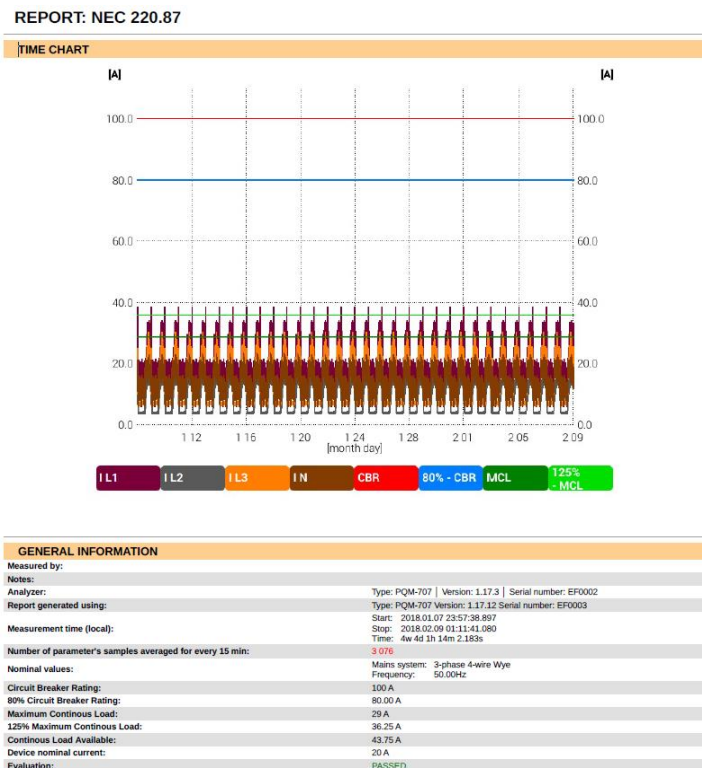 REPORT: NEC 220.87
TIME CHART
[A] [A]
100.0 100.0
80.0 80.0
60.0 60.0
40.0 40.0
20.0 20.0
0.0 0.0
1 12 1 16 1 20 1 24 1 28 2 01 2 05 2 09
[month day]
I L1 I L2 I L3 I N CBR 80% - CBR MCL 125% - MCL
GENERAL INFORMATION
Measured by:
Notes:
Analyzer: Type: PQM-707 | Version: 1.17.3 | Serial number: EF0002
Report generated using: Type: PQM-707 Version: 1.17.12 Serial number: EF0003
Measurement time (local): Start: 2018.01.07 23:57:38.897
Stop: 2018.02.09 01:11:41.080
Time: 4w 4d 1h 14m 2.183s
Number of parameter's samples averaged for every 15 min: 3 076
Nominal values: Mains system: 3-phase 4-wire Wye
Frequency: 50.00Hz
Circuit Breaker Rating: 100 A
80% Circuit Breaker Rating: 80.00 A
Maximum Continous Load: 29 A
125% Maximum Continous Load: 36.25 A
Continous Load Available: 43.75 A
Device nominal current: 20 A
Evaluation: PASSED